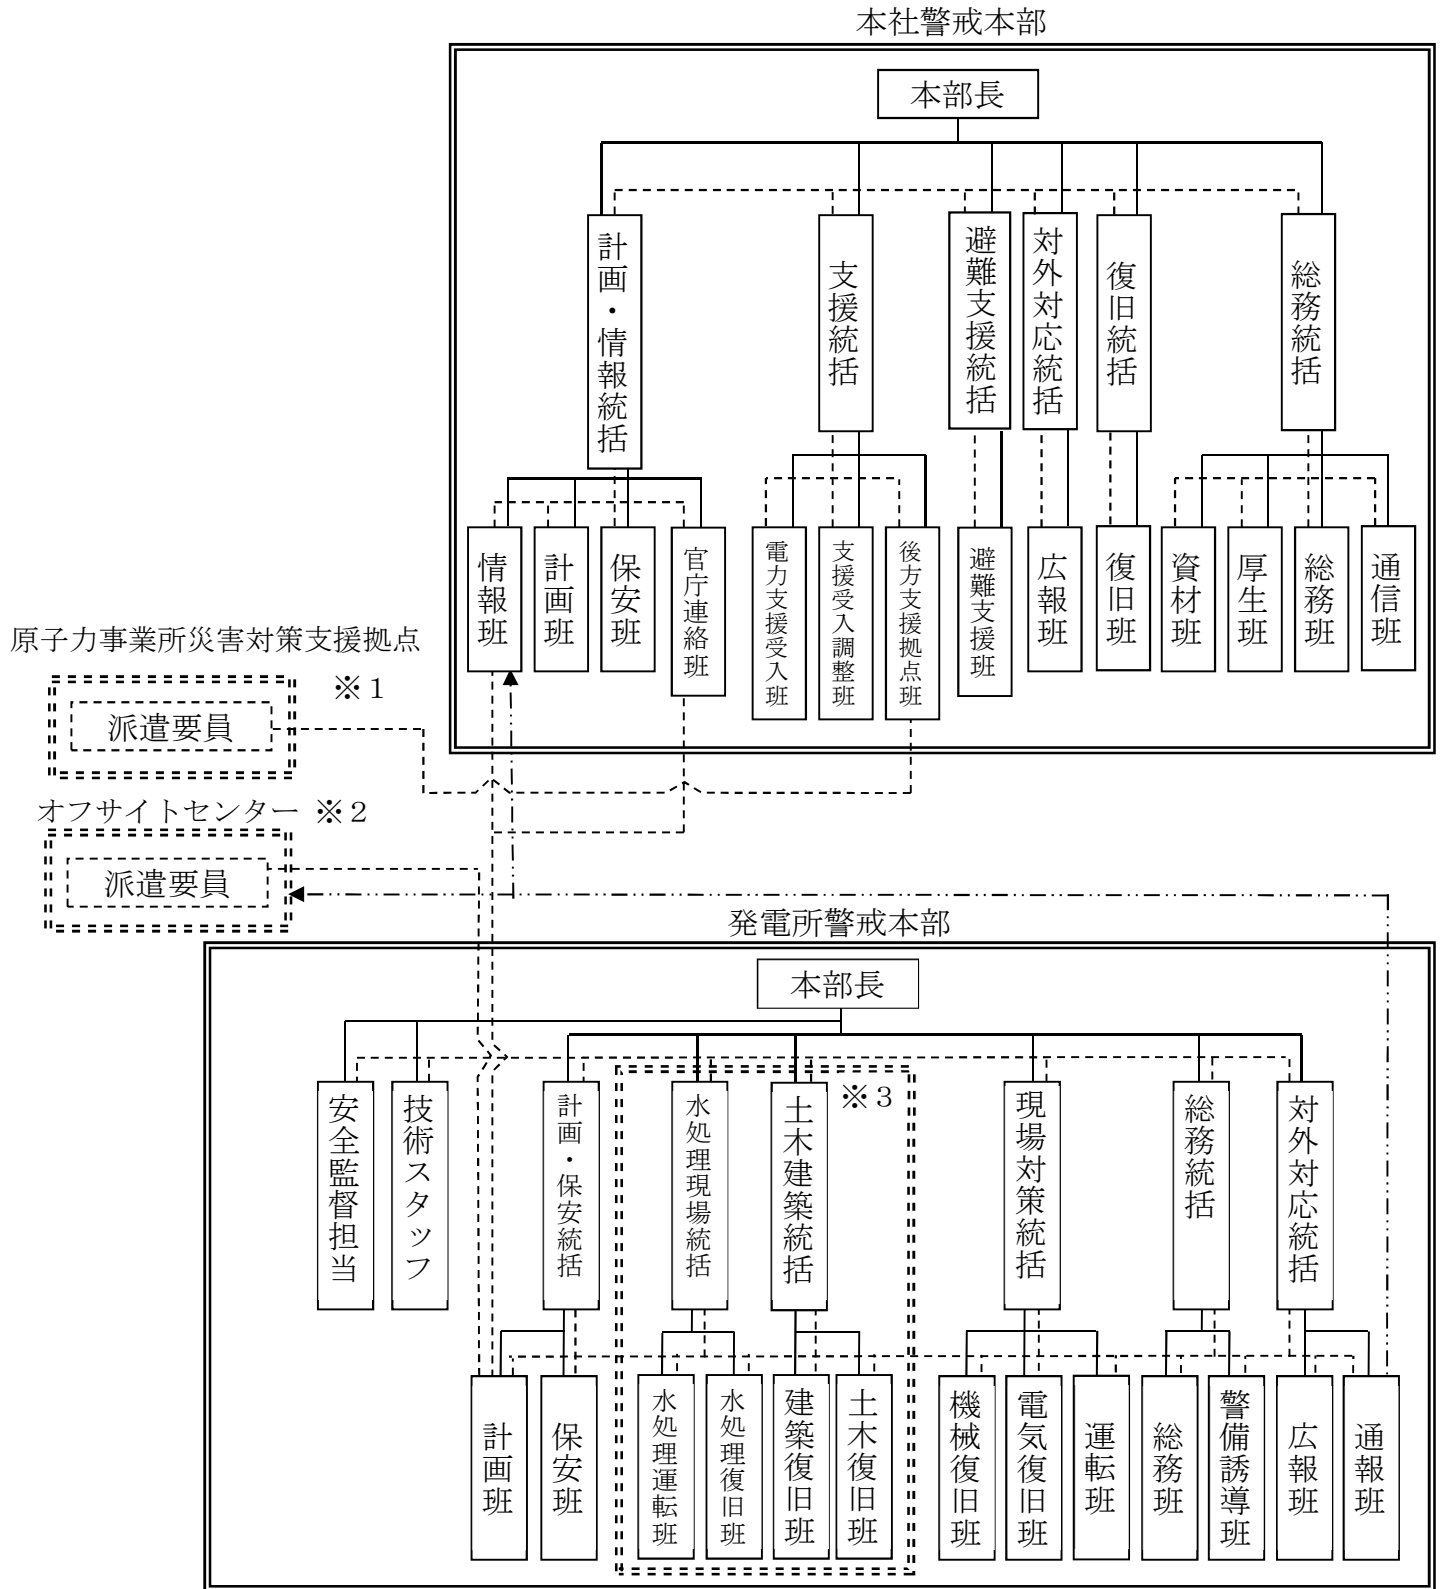 本社警戒本部
本部長
計画・情報統括
支援統括
避難支援統括
対外対応統括
復旧統括
総務統括
情報班
計画班
保安班
官庁連絡班
電力支援受入班
支援受入調整班
後方支援拠点班
避難支援班
広報班
復旧班
資材班
厚生班
総務班
通信班
原子力事業所災害対策支援拠点
※1
派遣要員
オフサイトセンター ※2
派遣要員
発電所警戒本部
本部長
安全監督担当
技術スタッフ
計画・保安統括
水処理現場統括
土木建築統括
※3
現場対策統括
総務統括
対外対応統括
計画班
保安班
水処理運転班
水処理復旧班
建築復旧班
土木復旧班
機械復旧班
電気復旧班
運転班
総務班
警備誘導班
広報班
通報班